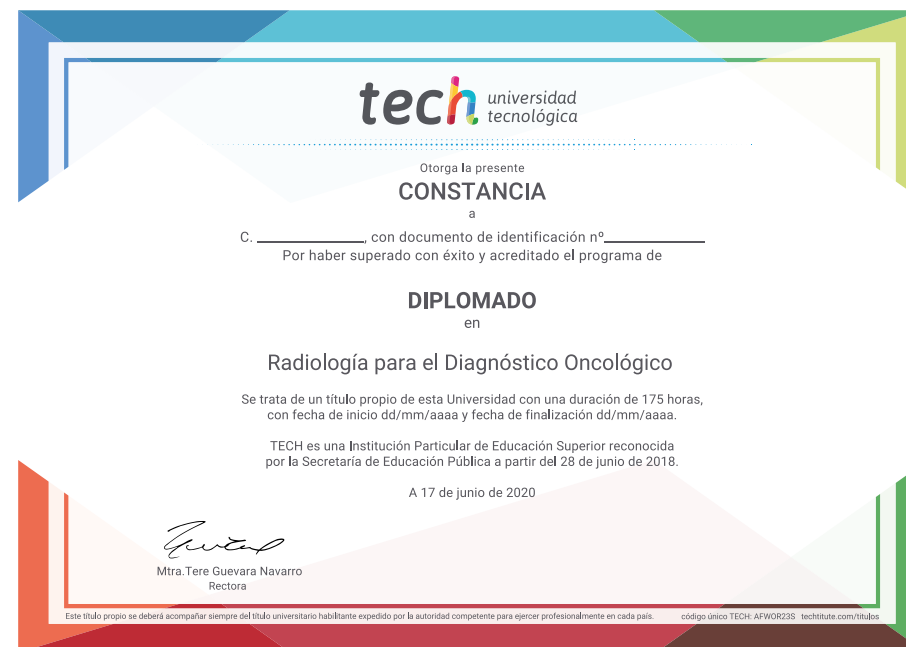 tech universidad
tecnológica
Otorga la presente
CONSTANCIA
a
C. ______________, con documento de identificación nº_____________
Por haber superado con éxito y acreditado el programa de
DIPLOMADO
en
Radiología para el Diagnóstico Oncológico
Se trata de un título propio de esta Universidad con una duración de 175 horas,
con fecha de inicio dd/mm/aaaa y fecha de finalización dd/mm/aaaa.
TECH es una Institución Particular de Educación Superior reconocida
por la Secretaría de Educación Pública a partir del 28 de junio de 2018.
A 17 de junio de 2020
Mtra.Tere Guevara Navarro
Rectora
Este título propio se deberá acompañar siempre del título universitario habilitante expedido por la autoridad competente para ejercer profesionalmente en cada país. código único TECH: AFWOR23S techtitute.com/titulos